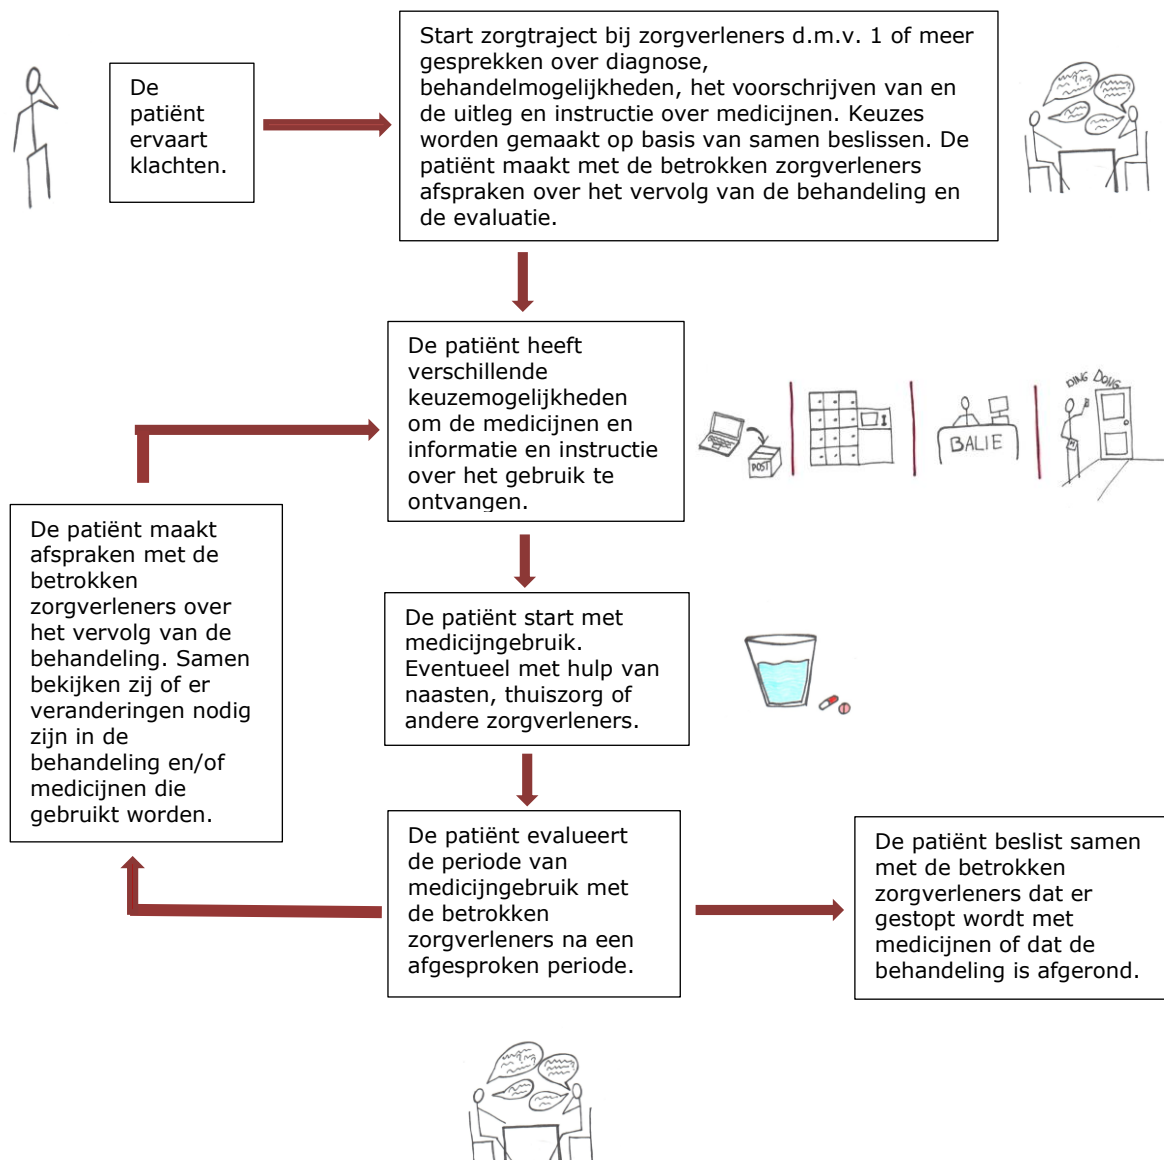 De
patiënt
ervaart
klachten.
Start zorgtraject bij zorgverleners d.m.v. 1 of meer
gesprekken over diagnose,
behandelmogelijkheden, het voorschrijven van en
de uitleg en instructie over medicijnen. Keuzes
worden gemaakt op basis van samen beslissen. De
patiënt maakt met de betrokken zorgverleners
afspraken over het vervolg van de behandeling en
de evaluatie.
De patiënt heeft
verschillende
keuzemogelijkheden
om de medicijnen en
informatie en instructie
over het gebruik te
ontvangen.
POST
BALIE
DING DONG
De patiënt maakt
afspraken met de
betrokken
zorgverleners over
het vervolg van de
behandeling. Samen
bekijken zij of er
veranderingen nodig
zijn in de
behandeling en/of
medicijnen die
gebruikt worden.
De patiënt start met
medicijngebruik.
Eventueel met hulp van
naasten, thuiszorg of
andere zorgverleners.
De patiënt evalueert
de periode van
medicijngebruik met
de betrokken
zorgverleners na een
afgesproken periode.
De patiënt beslist samen
met de betrokken
zorgverleners dat er
gestopt wordt met
medicijnen of dat de
behandeling is afgerond.